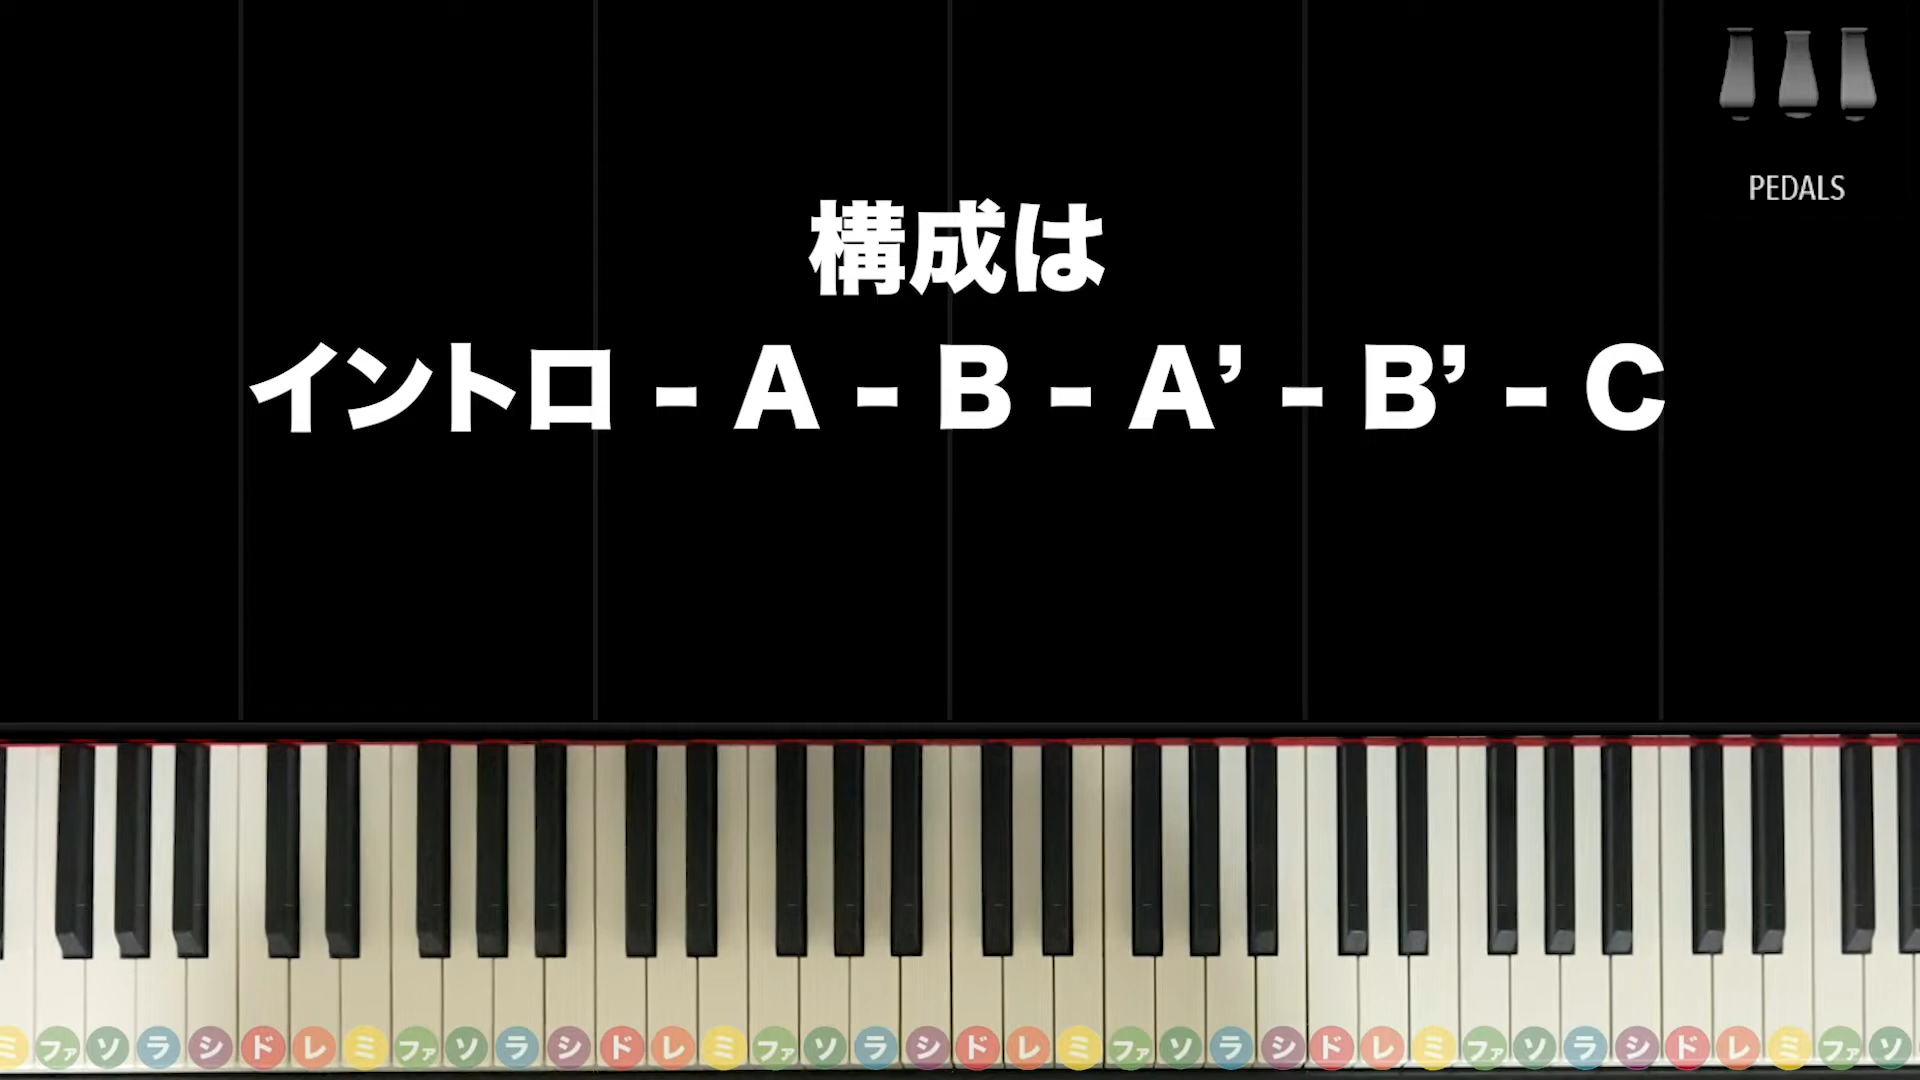 PEDALS
構成は
イントロ - A - B - A’ - B’ - C
ミ ファ ソ ラ シ ド レ ミ ファ ソ ラ シ ド レ ミ ファ ソ ラ シ ド レ ミ ファ ソ ラ シ ド レ ミ ファ ソ ラ シ ド レ ミ ファ ソ